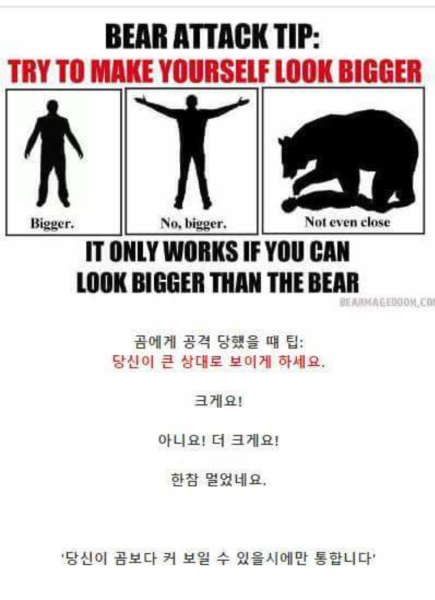 BEAR ATTACK TIP:
TRY TO MAKE YOURSELF LOOK BIGGER
Bigger.
No, bigger.
Not even close
IT ONLY WORKS IF YOU CAN
LOOK BIGGER THAN THE BEAR
BEARMAGEDDON.CO
곰에게 공격 당했을 때 팁:
당신이 큰 상대로 보이게 하세요.
크게요!
아니요! 더 크게요!
한참 멀었네요.
'당신이 곰보다 커 보일 수 있을시에만 통합니다'